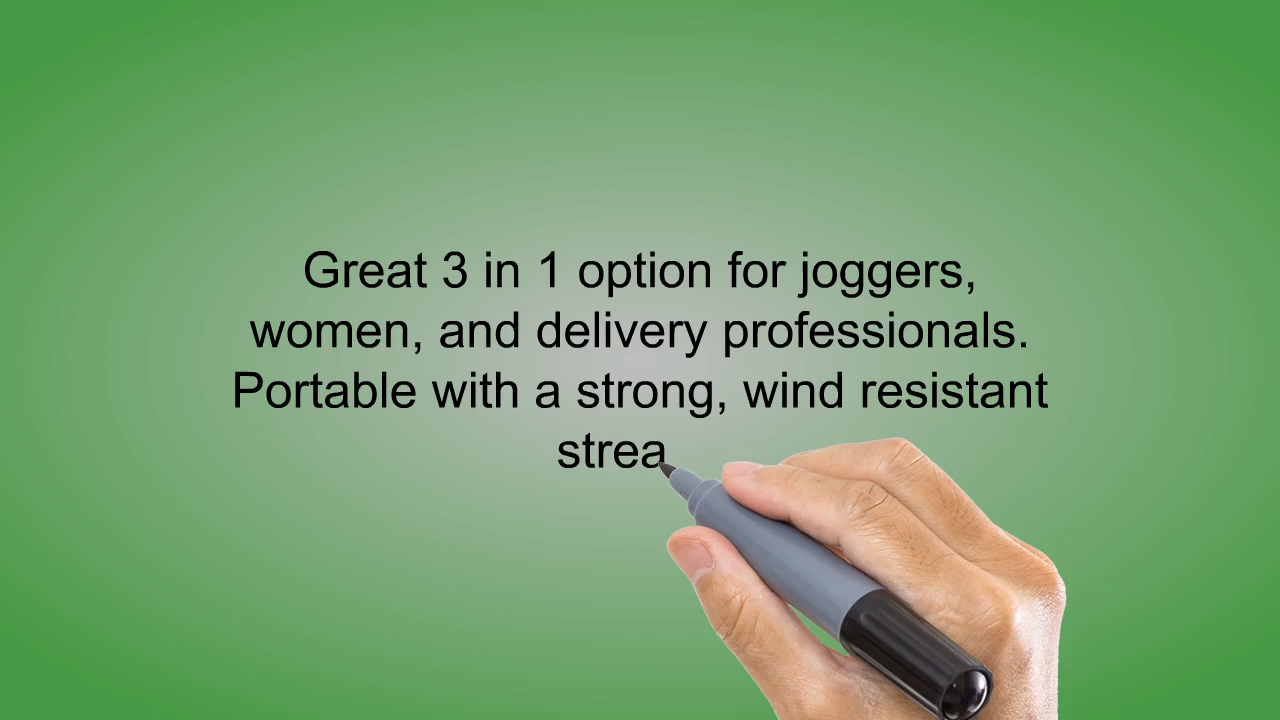 Great 3 in 1 option for joggers,
women, and delivery professionals.
Portable with a strong, wind resistant
strea